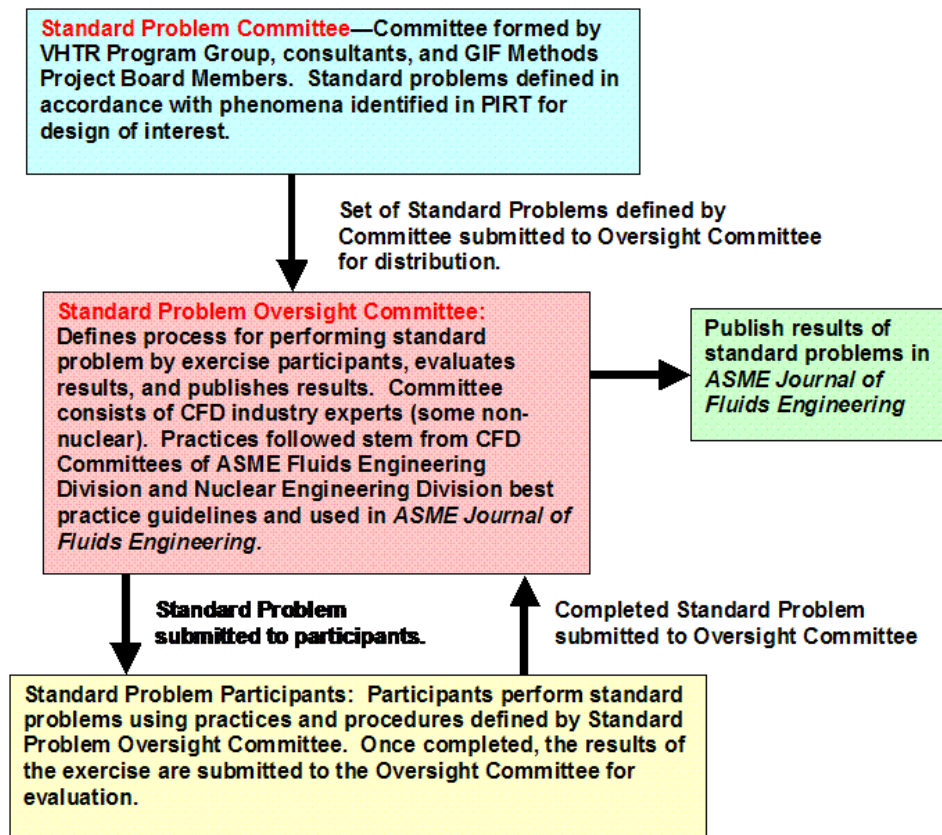 Standard Problem Committee—Committee formed by
VHTR Program Group, consultants, and GIF Methods
Project Board Members.  Standard problems defined in
accordance with phenomena identified in PIRT for
design of interest.
Set of Standard Problems defined by
Committee submitted to Oversight Committee
for distribution.
Standard Problem Oversight Committee:
Defines process for performing standard
problem by exercise participants, evaluates
results, and publishes results.  Committee
consists of CFD industry experts (some non-
nuclear).  Practices followed stem from CFD
Committees of ASME Fluids Engineering
Division and Nuclear Engineering Division best
practice guidelines and used in ASME Journal of
Fluids Engineering.
Publish results of
standard problems in
ASME Journal of
Fluids Engineering
Standard Problem
submitted to participants.
Completed Standard Problem
submitted to Oversight Committee
Standard Problem Participants:  Participants perform standard
problems using practices and procedures defined by Standard
Problem Oversight Committee.  Once completed, the results of
the exercise are submitted to the Oversight Committee for
evaluation.